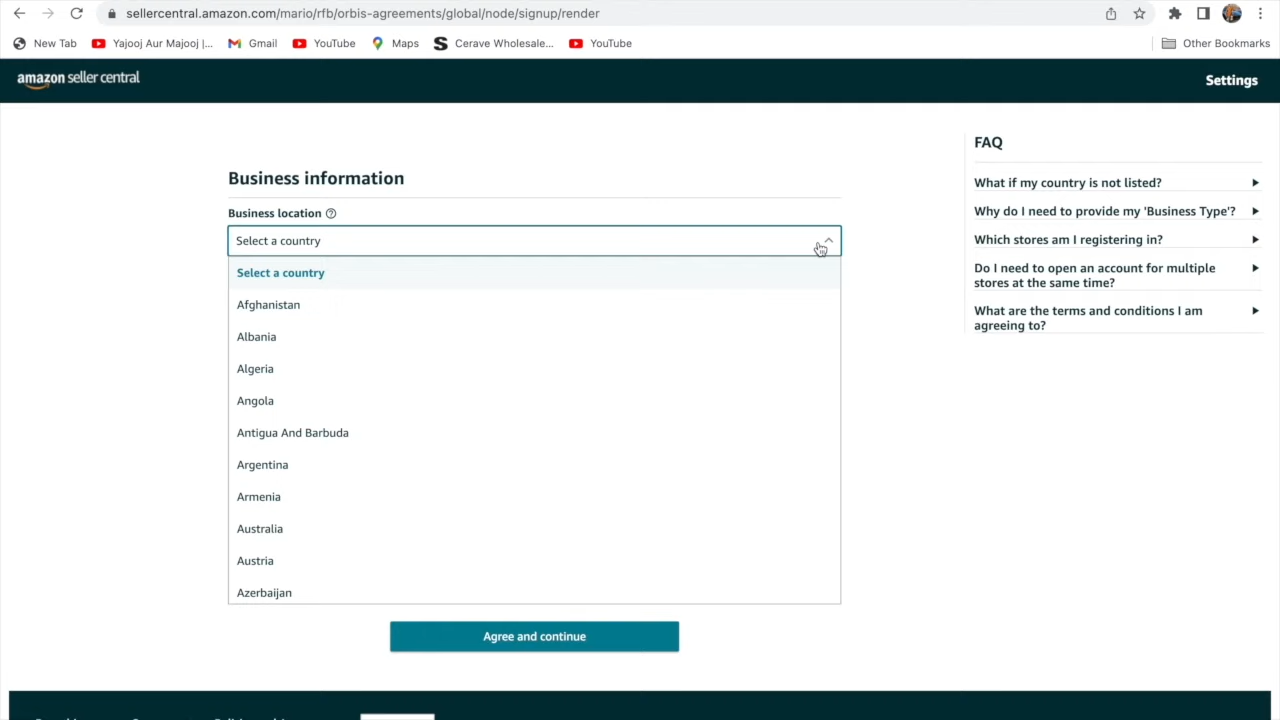 sellercentral.amazon.com/mario/rfb/orbis-agreements/global/node/signup/render
New Tab
Yajooj Aur Majooj |...
Gmail
YouTube
Maps
Cerave Wholesale...
YouTube
Other Bookmarks
amazon seller central
Settings
Business information
Business location
Select a country
Select a country
Afghanistan
Albania
Algeria
Angola
Antigua And Barbuda
Argentina
Armenia
Australia
Austria
Azerbaijan
Agree and continue
FAQ
What if my country is not listed?
Why do I need to provide my 'Business Type'?
Which stores am I registering in?
Do I need to open an account for multiple
stores at the same time?
What are the terms and conditions I am
agreeing to?